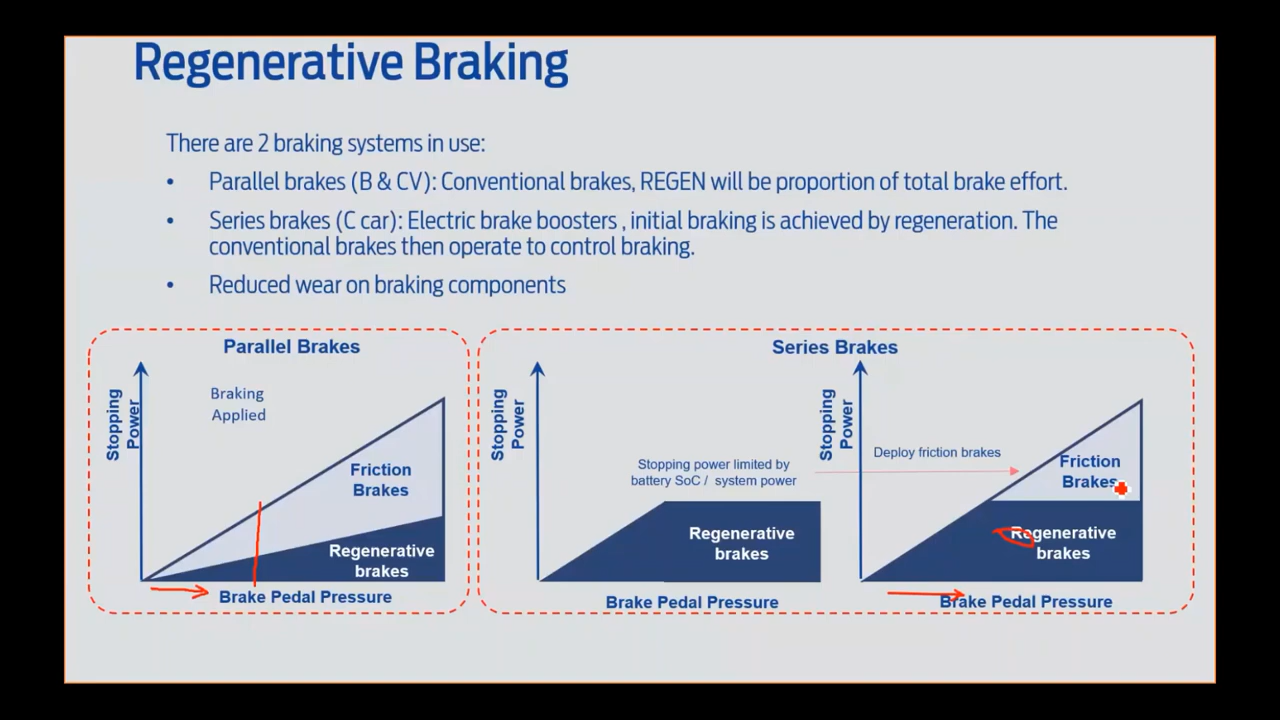 Regenerative Braking
There are 2 braking systems in use:
• Parallel brakes (B & CV): Conventional brakes, REGEN will be proportion of total brake effort.
• Series brakes (C car): Electric brake boosters , initial braking is achieved by regeneration. The
conventional brakes then operate to control braking.
• Reduced wear on braking components
Parallel Brakes
Stopping
Power
Braking
Applied
Friction
Brakes
Regenerative
brakes
Brake Pedal Pressure
Series Brakes
Stopping
Power
Stopping power limited by
battery SoC / system power
Regenerative
brakes
Brake Pedal Pressure
Stopping
Power
Deploy friction brakes
Friction
Brakes
Regenerative
brakes
Brake Pedal Pressure